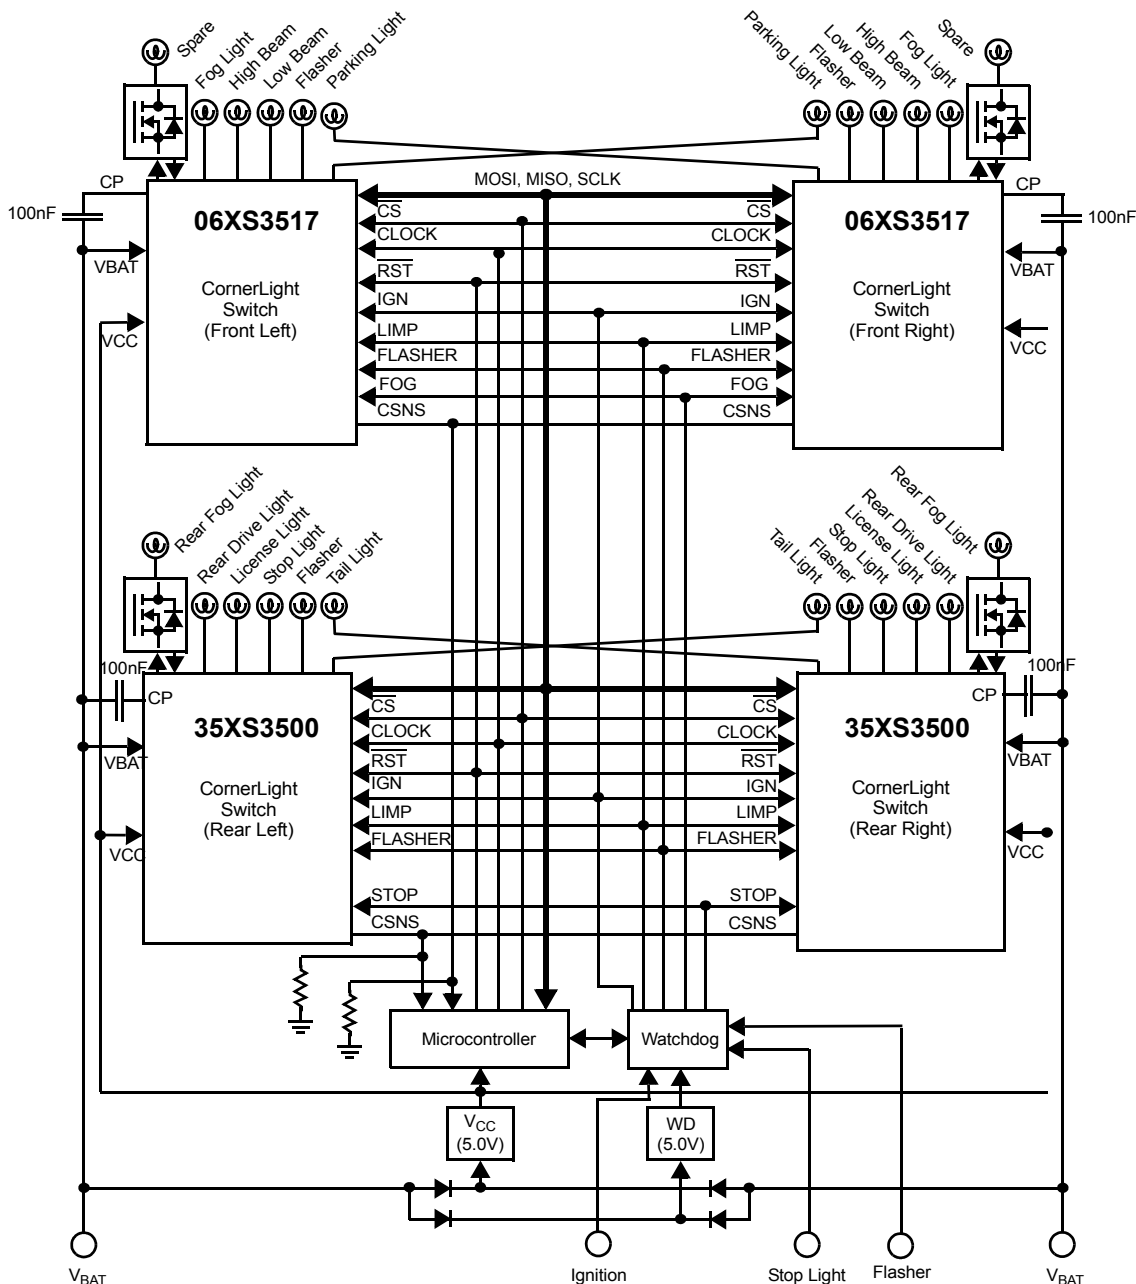 Spare
Fog Light
High Beam
Low Beam
Flasher
Parking Light
Parking Light
Flasher
Low Beam
High Beam
Fog Light
Spare
CP
100nF
06XS3517
CornerLight
Switch
(Front Left)
VBAT
VCC
MOSI, MISO, SCLK
CS
CS
CLOCK
CLOCK
RST
RST
IGN
IGN
LIMP
LIMP
FLASHER
FLASHER
FOG
FOG
CSNS
CSNS
06XS3517
CornerLight
Switch
(Front Right)
CP
100nF
VBAT
VCC
Rear Fog Light
Rear Drive Light
License Light
Stop Light
Flasher
Tail Light
Tail Light
Flasher
Stop Light
License Light
Rear Drive Light
Rear Fog Light
100nF
CP
35XS3500
CornerLight
Switch
(Rear Left)
VBAT
VCC
CS
CS
CLOCK
CLOCK
RST
RST
IGN
IGN
LIMP
LIMP
FLASHER
FLASHER
STOP
STOP
CSNS
CSNS
100nF
CP
35XS3500
CornerLight
Switch
(Rear Right)
VBAT
VCC
Microcontroller
Watchdog
VCC
(5.0V)
WD
(5.0V)
VBAT
Ignition
Stop Light
Flasher
VBAT